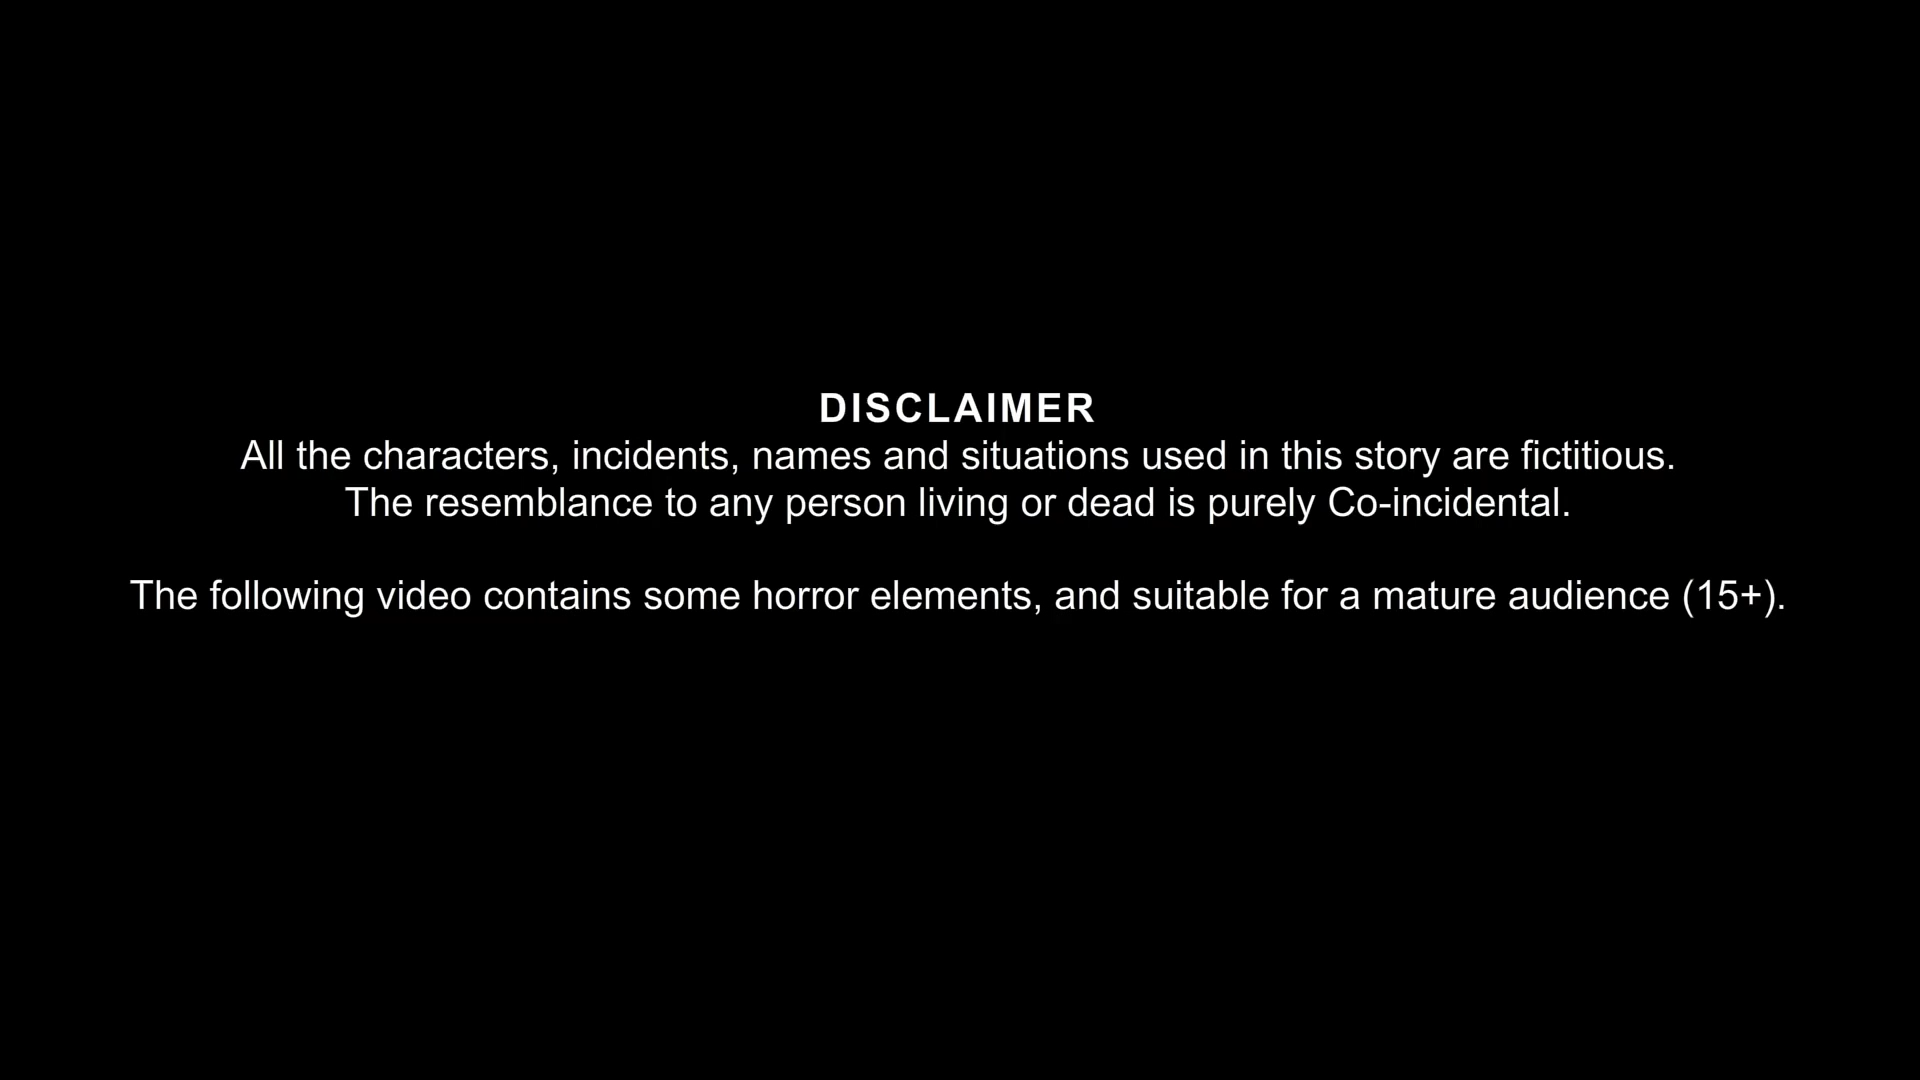 DISCLAIMER
All the characters, incidents, names and situations used in this story are fictitious.
The resemblance to any person living or dead is purely Co-incidental.
The following video contains some horror elements, and suitable for a mature audience (15+).